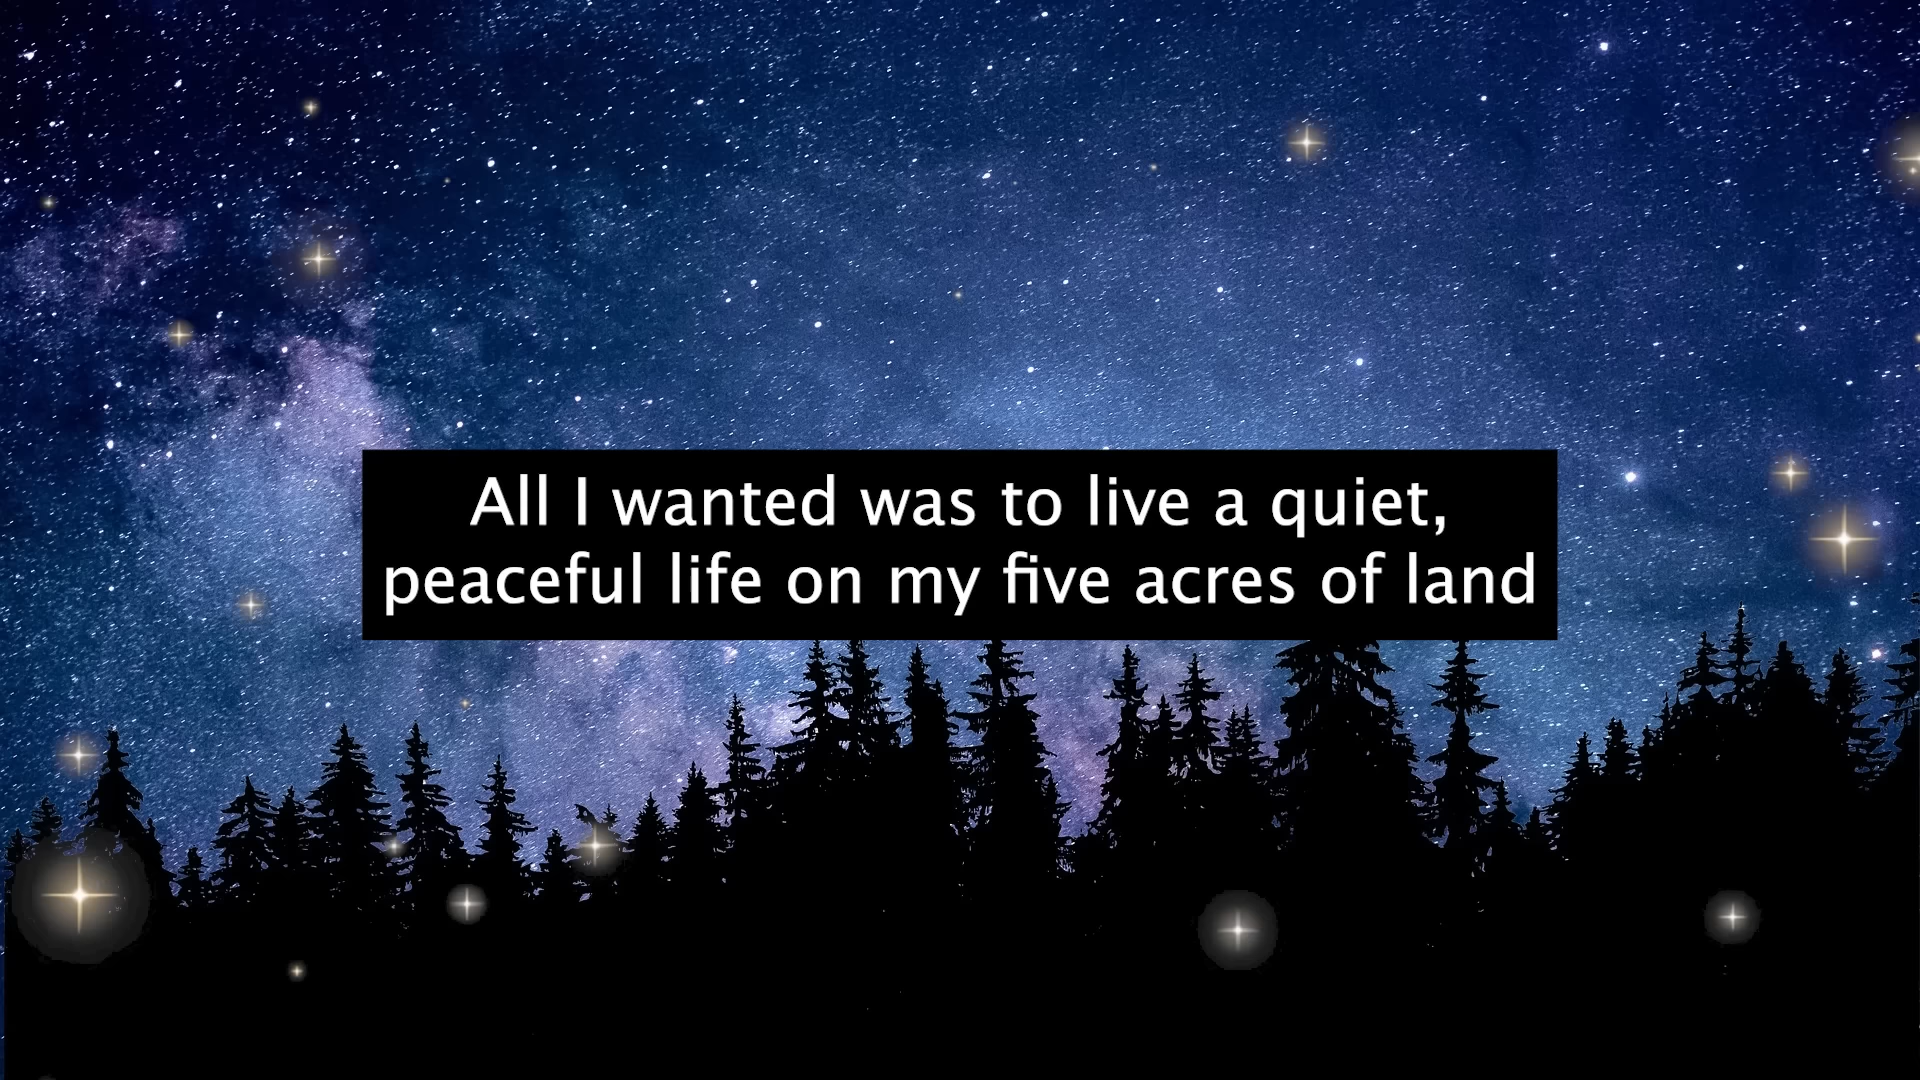 All I wanted was to live a quiet,
peaceful life on my five acres of land